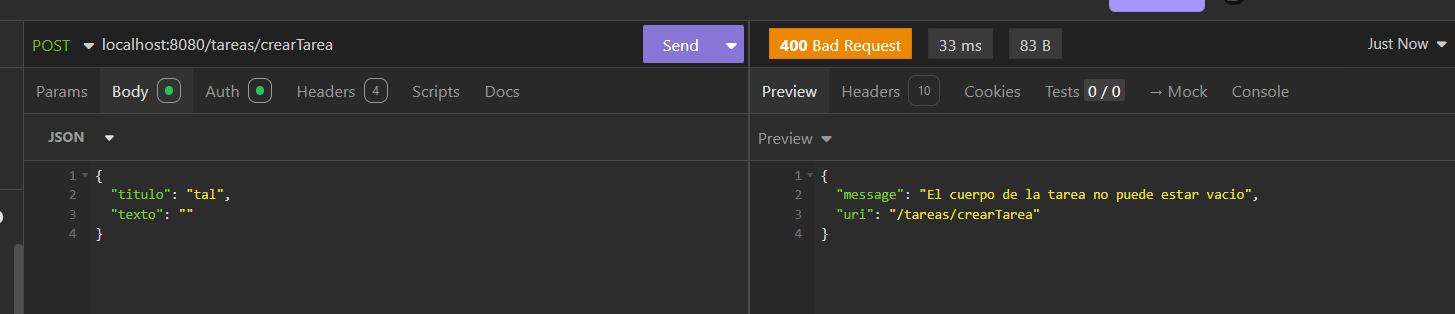 POST localhost:8080/tareas/crearTarea Send
Params Body Auth Headers 4 Scripts Docs
JSON
1 {
2 "titulo": "tal",
3 "texto": ""
4 }
400 Bad Request 33 ms 83 B Just Now
Preview Headers 10 Cookies Tests 0 / 0 → Mock Console
Preview
1 {
2 "message": "El cuerpo de la tarea no puede estar vacio",
3 "uri": "/tareas/crearTarea"
4 }